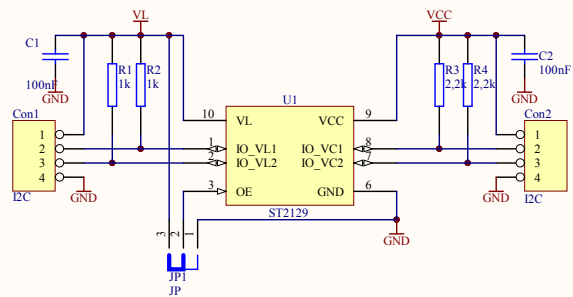 VL
VCC
C1
100nF
GND
R1
1k
R2
1k
U1
10
VL
VCC
9
1
IO_VL1
IO_VC1
8
2
IO_VL2
IO_VC2
7
3
OE
GND
6
ST2129
R3
2,2k
R4
2,2k
C2
100nF
GND
Con1
1
2
3
4
I2C
GND
Con2
1
2
3
4
I2C
GND
GND
3
2
1
JP1
JP